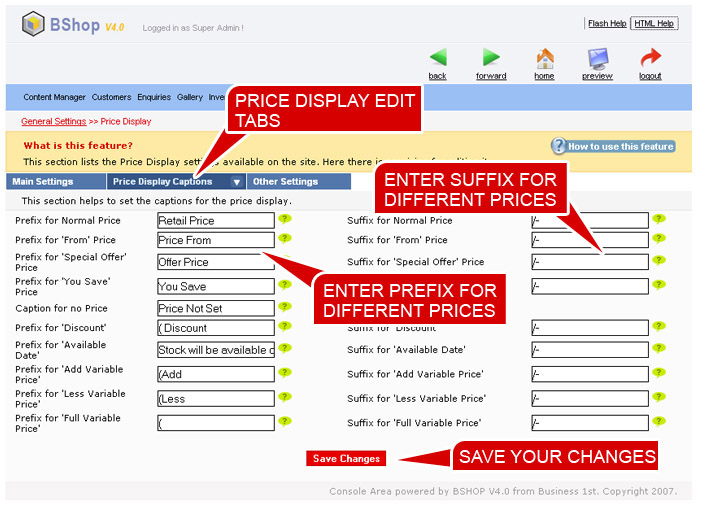 BShop V4.0 Logged in as Super Admin !
Flash Help HTML Help
back forward home preview logout
Content Manager Customers Enquiries Gallery
PRICE DISPLAY EDIT
TABS
General Settings >> Price Display
What is this feature?
How to use this feature
This section lists the Price Display settings available on the site. Here there is
Main Settings Price Display Captions Other Settings
ENTER SUFFIX FOR
DIFFERENT PRICES
This section helps to set the captions for the price display.
Prefix for Normal Price Retail Price ? Suffix for Normal Price /- ?
Prefix for 'From' Price Price From ? Suffix for 'From' Price /- ?
Prefix for 'Special Offer' Price Offer Price ? Suffix for 'Special Offer' Price /- ?
Prefix for 'You Save' Price You Save ? /- ?
ENTER PREFIX FOR
DIFFERENT PRICES
Caption for no Price Price Not Set ?
Prefix for 'Discount' ( Discount ? Suffix for 'Discount' /- ?
Prefix for 'Available Date' Stock will be available ? Suffix for 'Available Date' /- ?
Prefix for 'Add Variable Price' (Add ? Suffix for 'Add Variable Price' /- ?
Prefix for 'Less Variable Price' (Less ? Suffix for 'Less Variable Price' /- ?
Prefix for 'Full Variable Price' ( ? Suffix for 'Full Variable Price' /- ?
Save Changes
SAVE YOUR CHANGES
Console Area powered by BSHOP V4.0 from Business 1st. Copyright 2007.